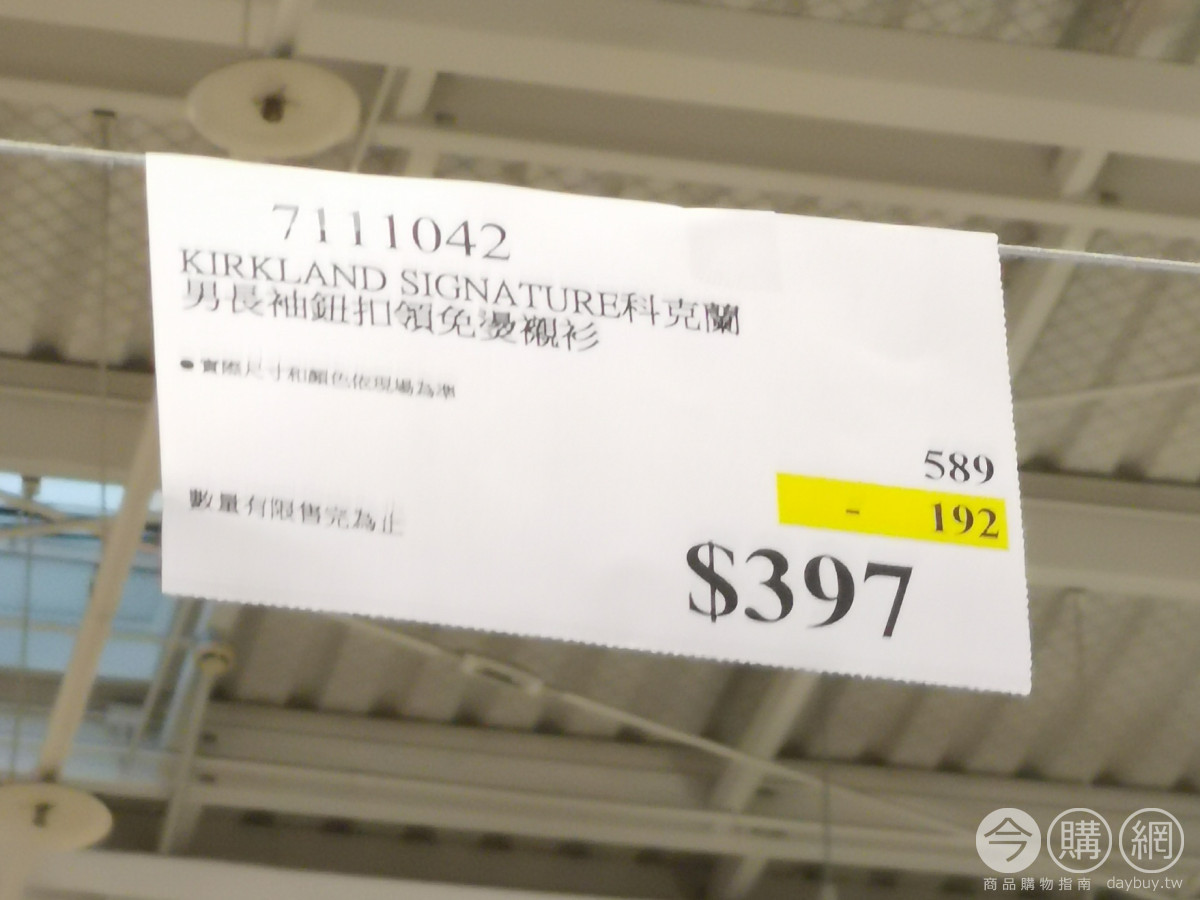 7111042
KIRKLAND SIGNATURE科克蘭
男長袖鈕扣領免燙襯衫
● 實際尺寸和顏色依現場為準
589
- 192
數量有限售完為止
$397
今購網
商品購物指南 daybuy.tw